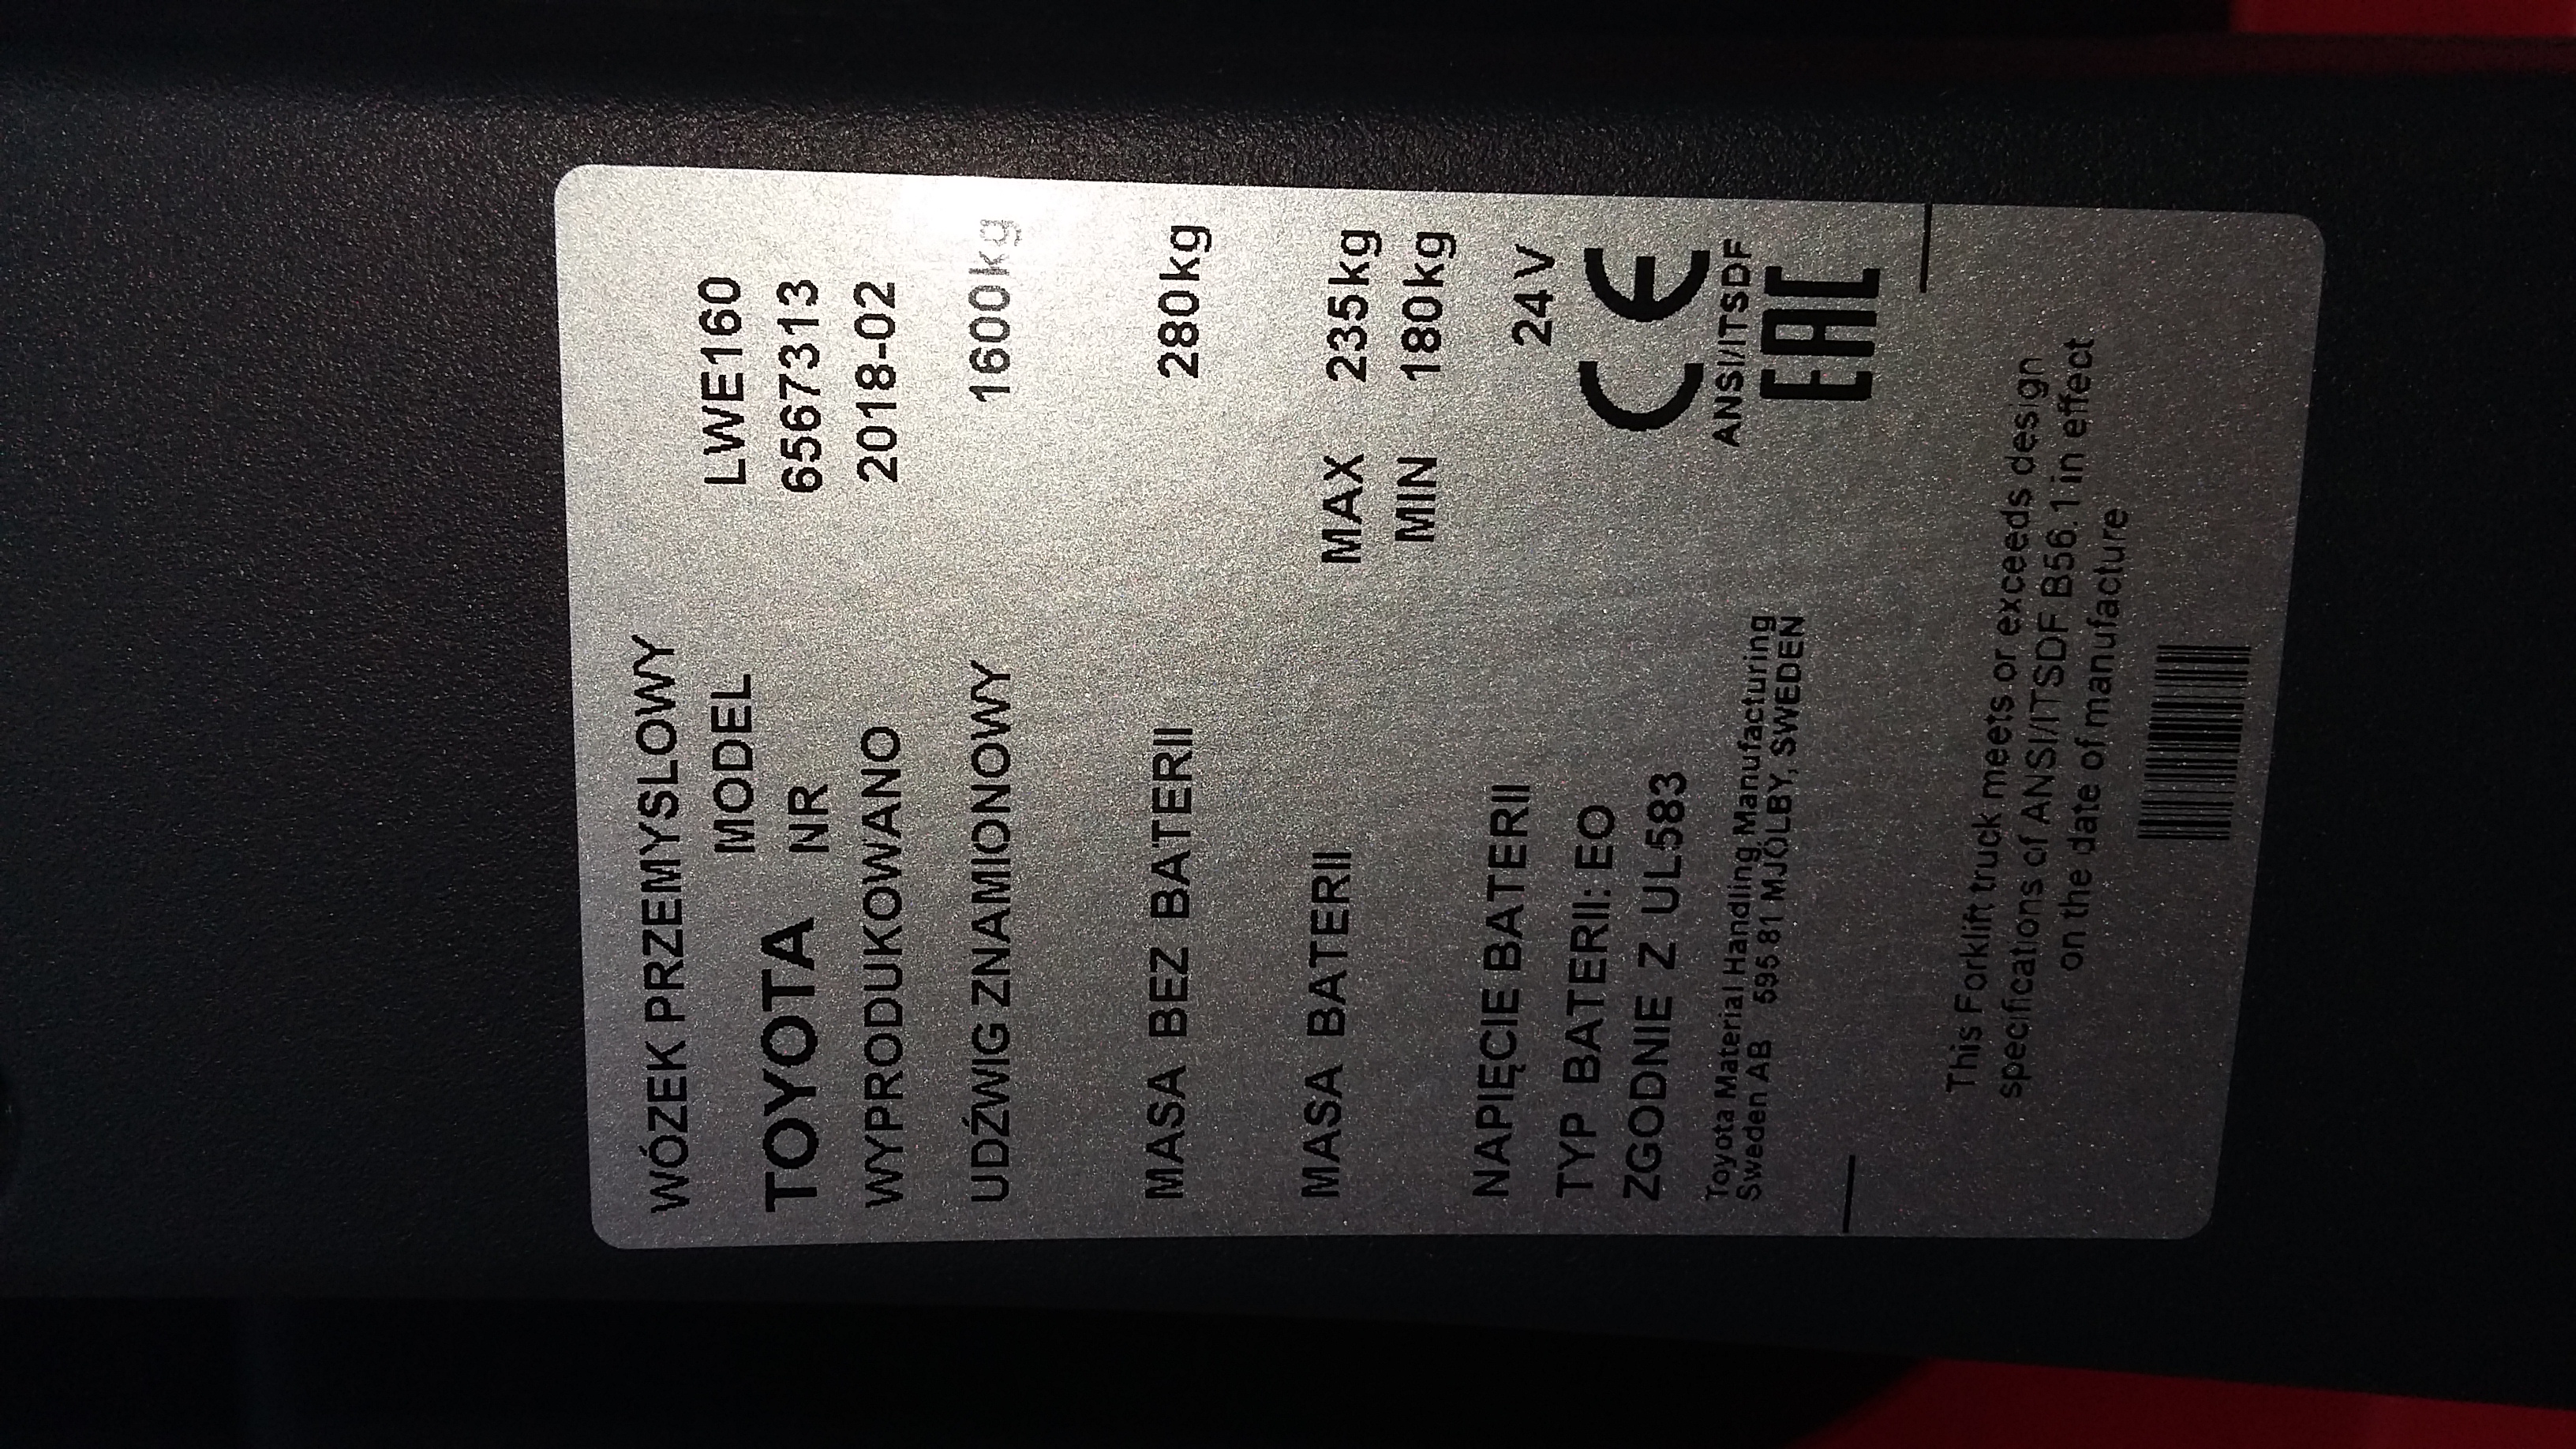 WÓZEK PRZEMYSLOWY
MODEL LWE160
TOYOTA NR 6567313
WYPRODUKOWANO 2018-02
UDŹWIG ZNAMIONOWY 1600kg
MASA BEZ BATERII 280kg
MASA BATERII MAX 235kg
MIN 180kg
NAPIĘCIE BATERII 24V
TYP BATERII: EO
ZGODNIE Z UL583
CE
ANSI/ITSDF
EAC
Toyota Material Handling Manufacturing
Sweden AB 595 81 MJÖLBY, SWEDEN
This Forklift truck meets or exceeds design
specifications of ANSI/ITSDF B56.1 in effect
on the date of manufacture